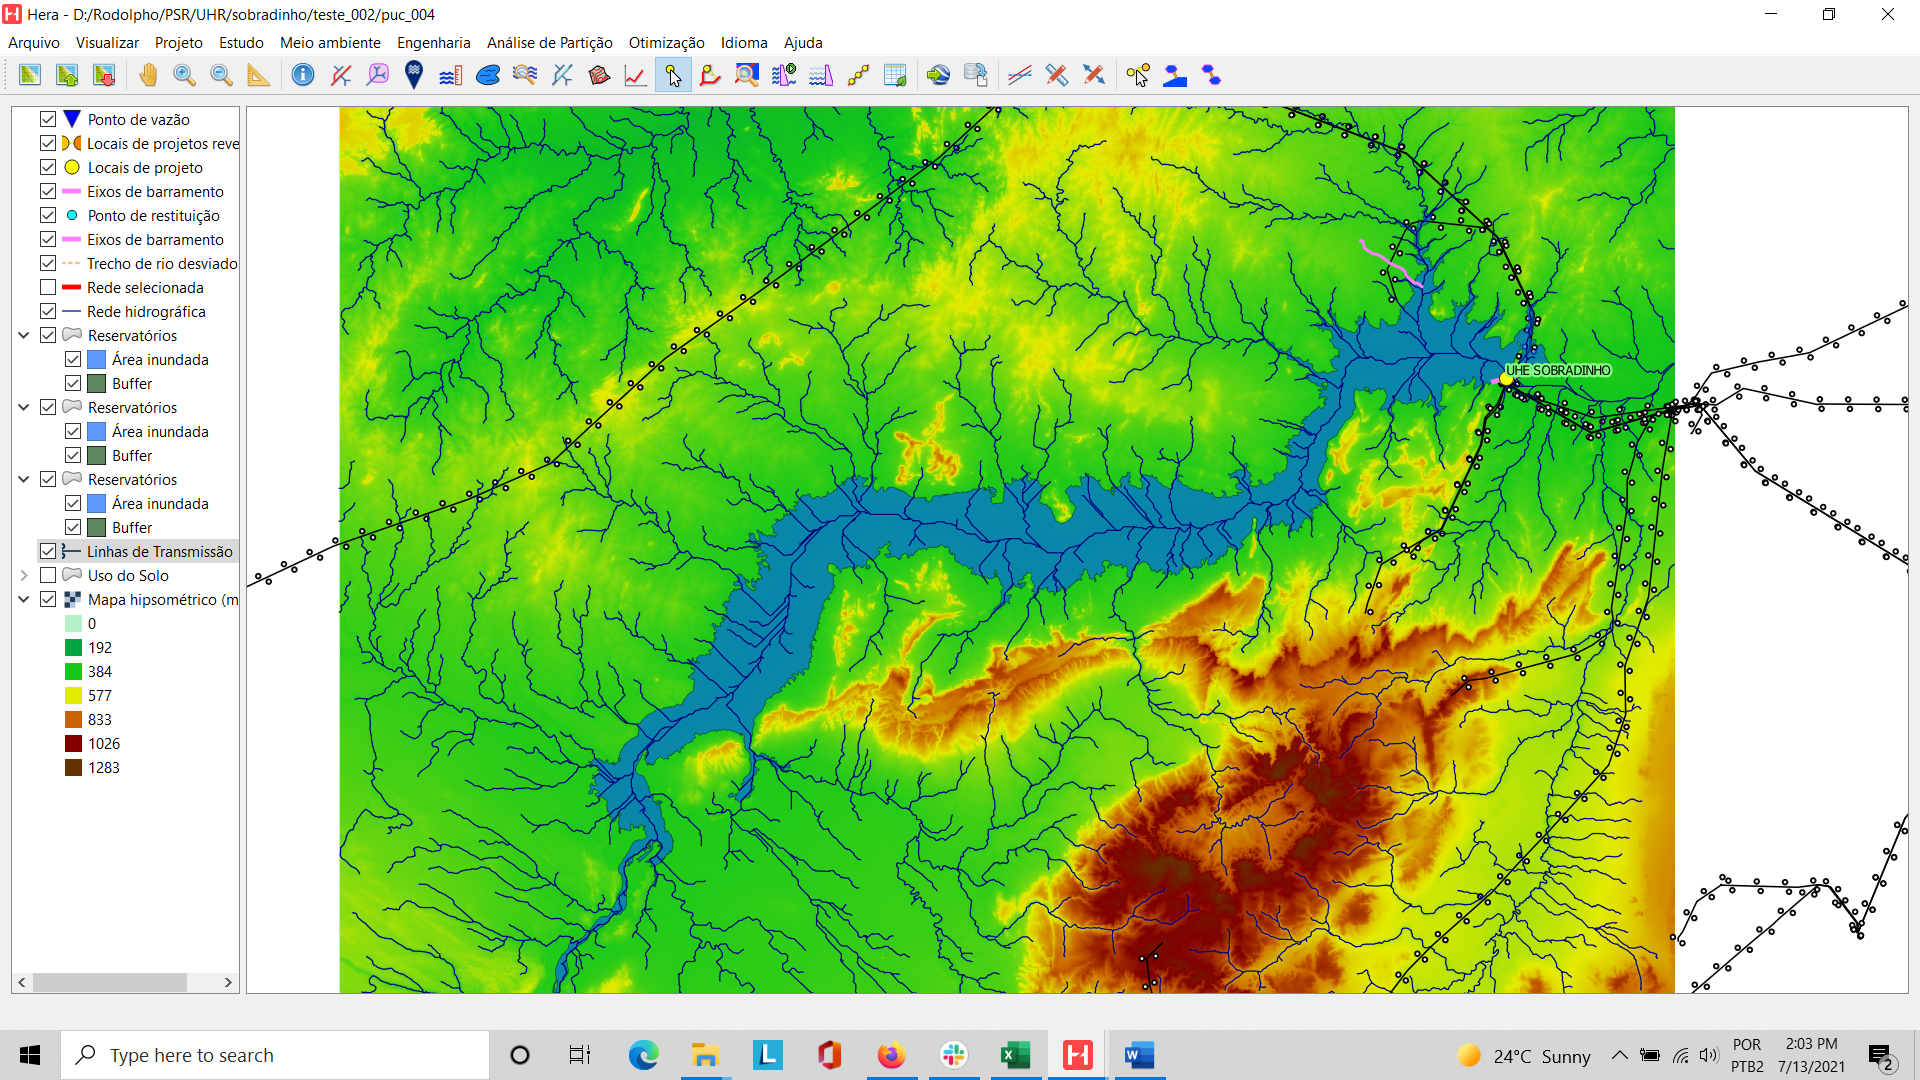 Hera - D:/Rodolpho/PSR/UHR/sobradinho/teste_002/puc_004
Arquivo Visualizar Projeto Estudo Meio ambiente Engenharia Análise de Partição Otimização Idioma Ajuda
Ponto de vazão
Locais de projetos reve
Locais de projeto
Eixos de barramento
Ponto de restituição
Eixos de barramento
Trecho de rio desviado
Rede selecionada
Rede hidrográfica
Reservatórios
Área inundada
Buffer
Reservatórios
Área inundada
Buffer
Reservatórios
Área inundada
Buffer
Linhas de Transmissão
Uso do Solo
Mapa hipsométrico (m
0
192
384
577
833
1026
1283
UHE SOBRADINHO
Type here to search
24°C Sunny
POR
PTB2
2:03 PM
7/13/2021
2